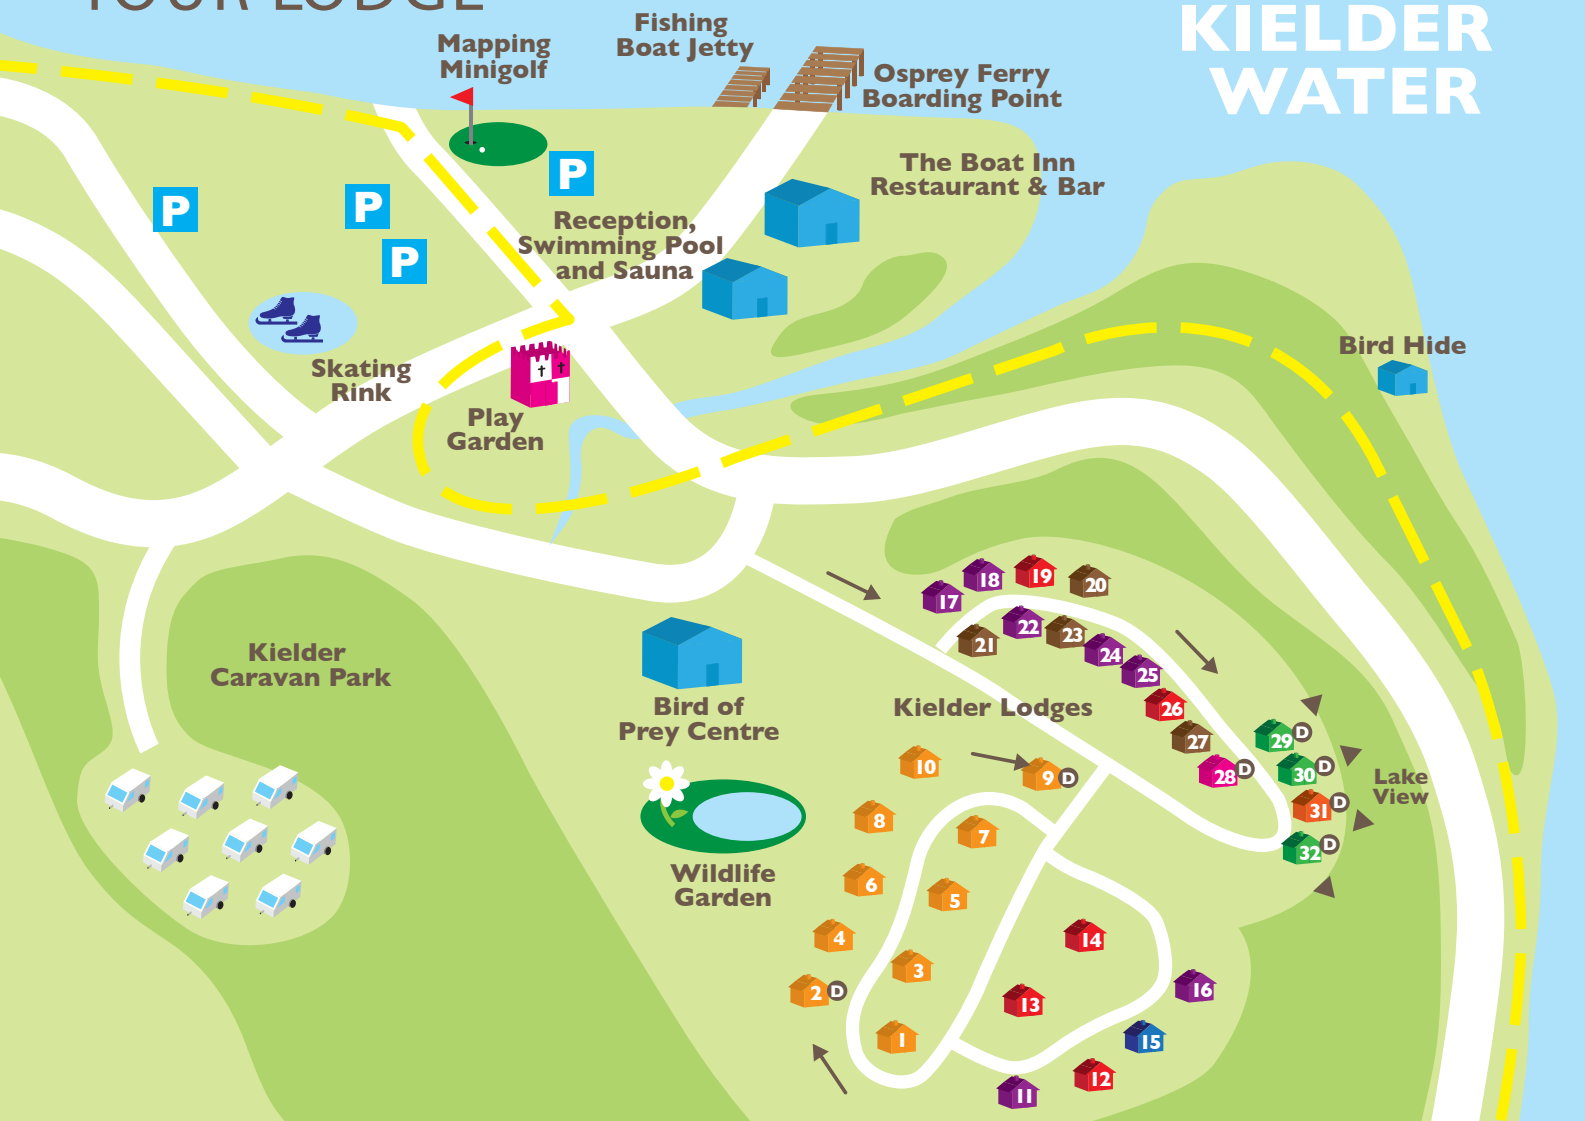 YOUR LODGE
KIELDER
WATER
Fishing
Boat Jetty
Mapping
Minigolf
Osprey Ferry
Boarding Point
The Boat Inn
Restaurant & Bar
P
P
P
P
Reception,
Swimming Pool
and Sauna
Skating
Rink
Play
Garden
Bird Hide
Kielder
Caravan Park
Bird of
Prey Centre
Wildlife
Garden
Kielder Lodges
Lake
View
17
18
19
20
21
22
23
24
25
26
27
28 D
29 D
30 D
31 D
32 D
10
9 D
8
7
6
5
4
3
2 D
1
14
13
16
15
12
11